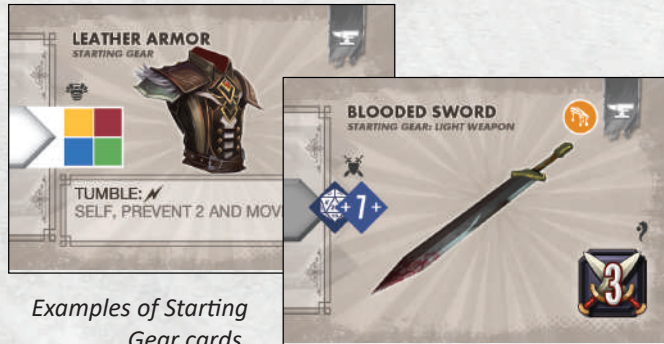 LEATHER ARMOR
STARTING GEAR
TUMBLE:
SELF, PREVENT 2 AND
BLOODED SWORD
STARTING GEAR: LIGHT WEAPON
+7+
3
Examples of Starting
Gear cards